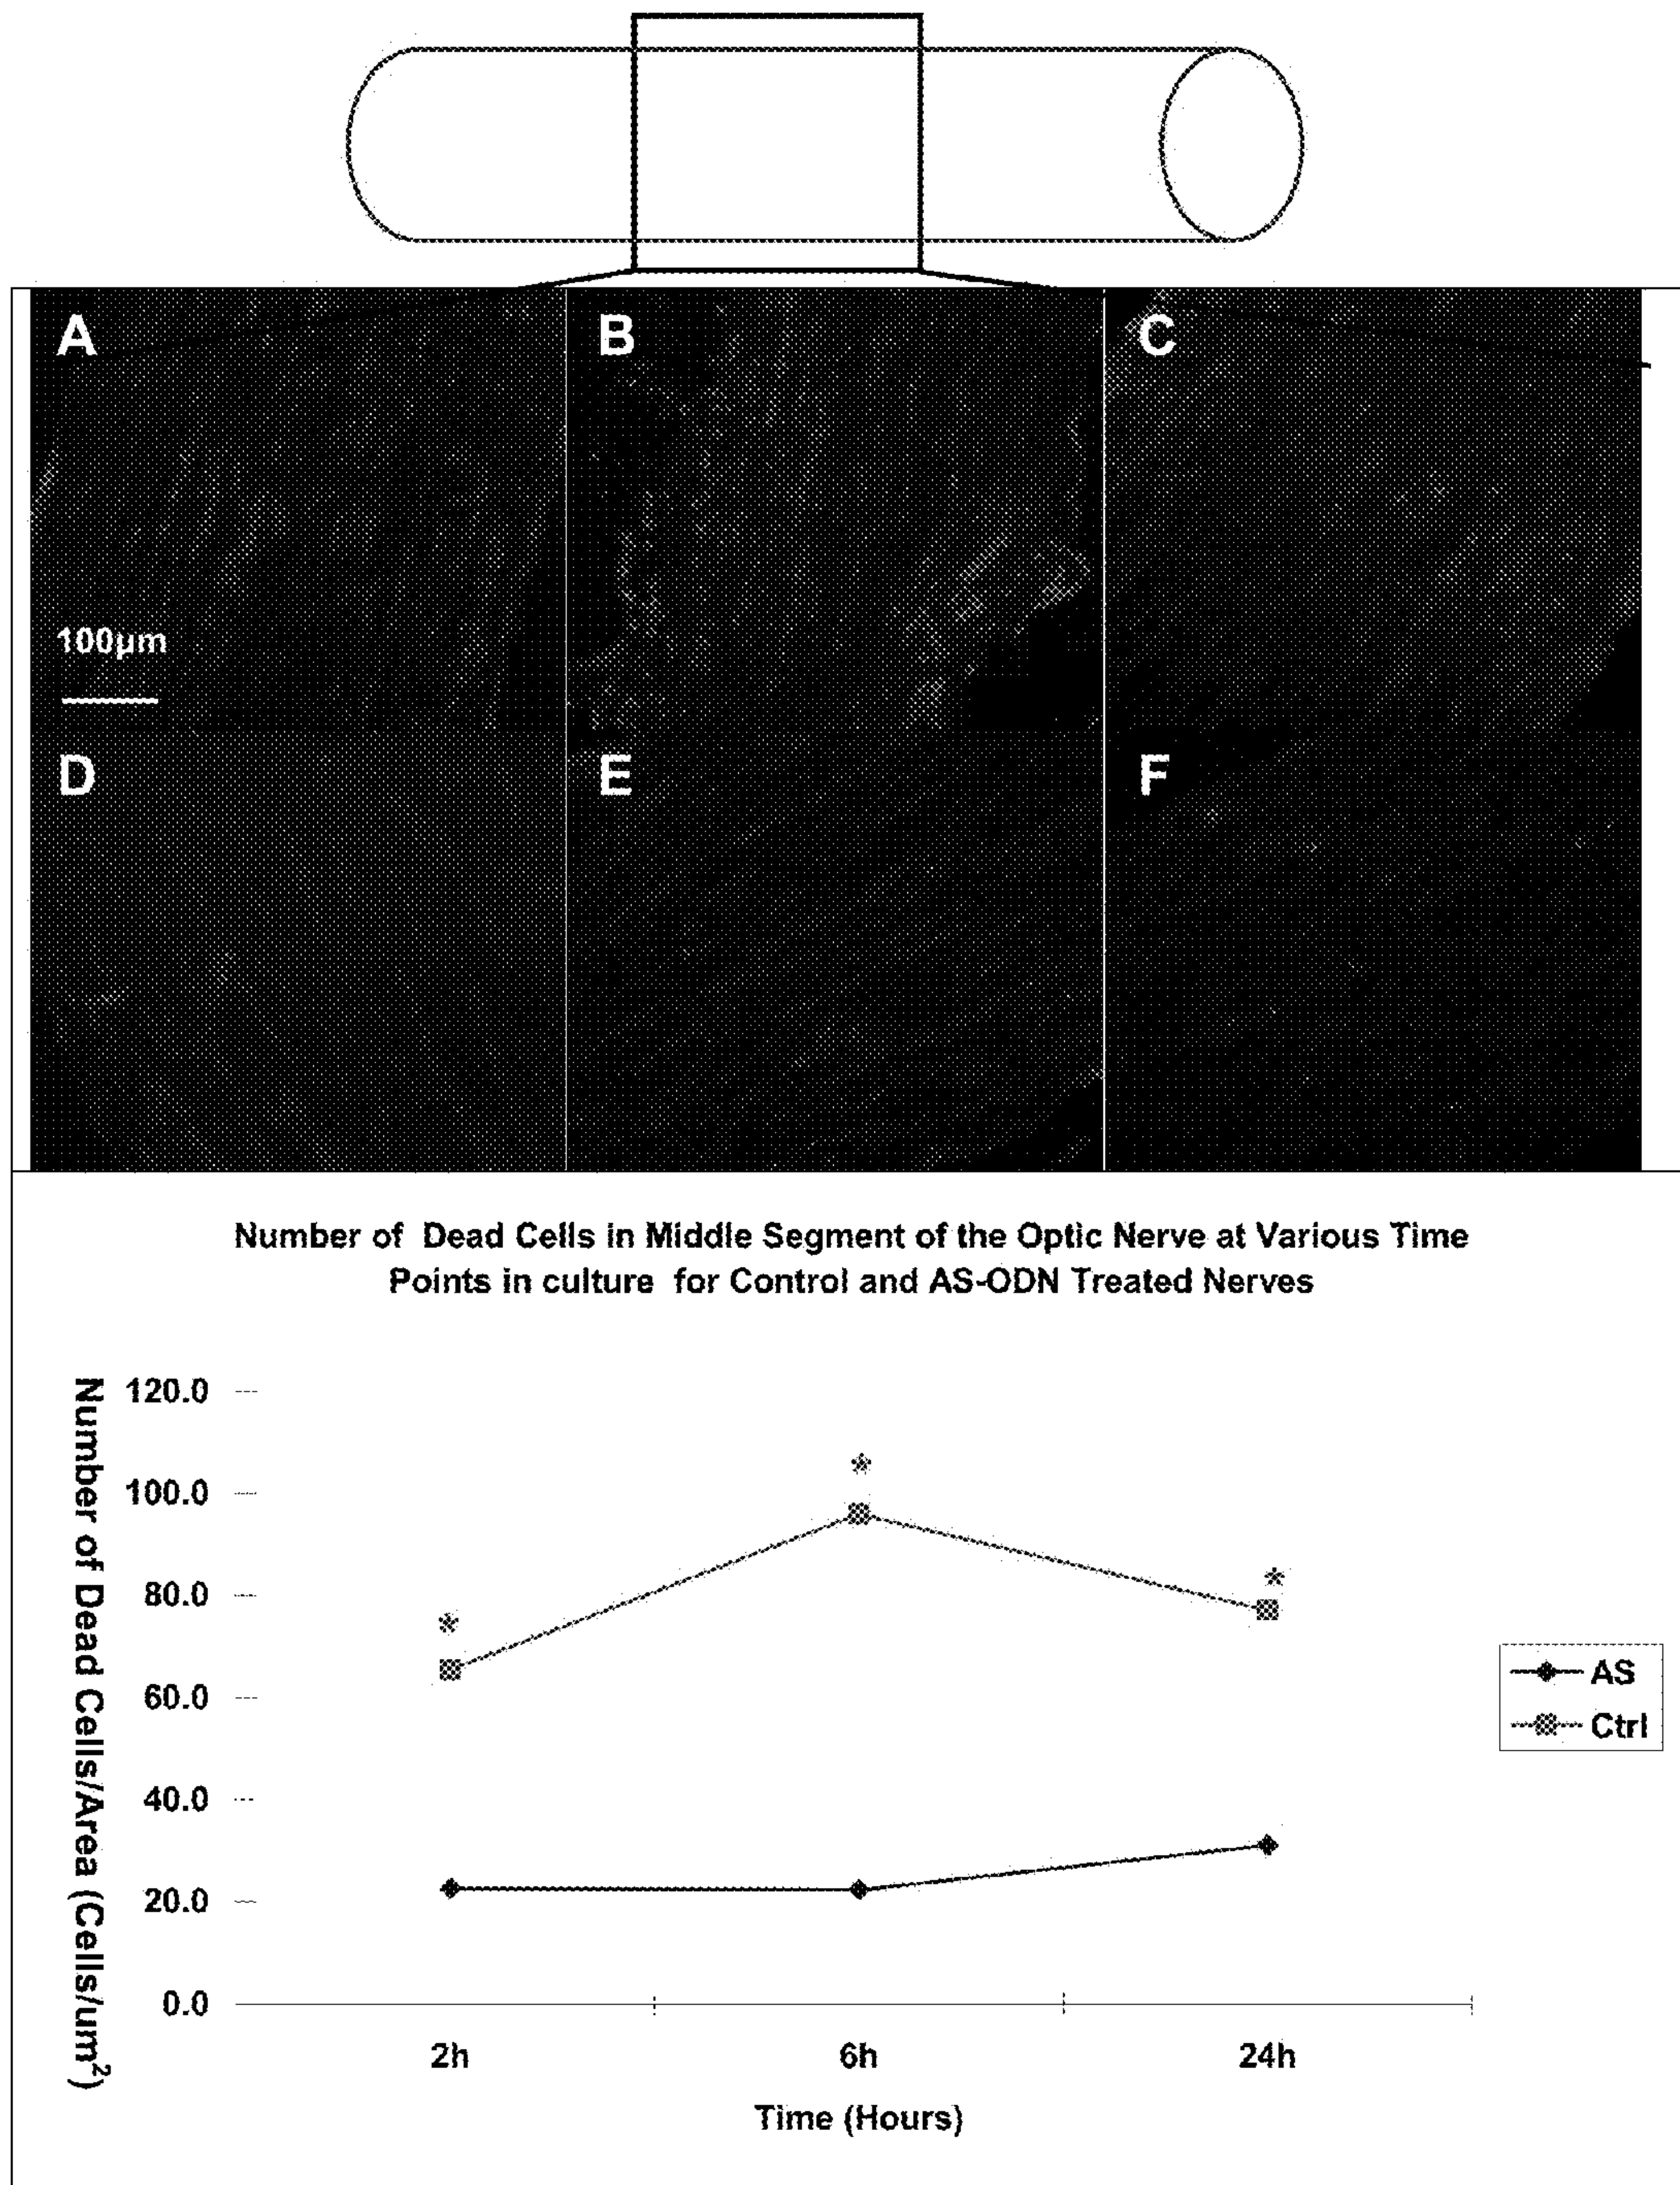 A
B
C
100µm
D
E
F
Number of Dead Cells in Middle Segment of the Optic Nerve at Various Time
Points in culture for Control and AS-ODN Treated Nerves
Number of Dead Cells/Area (Cells/um²)
120.0
*
100.0
*
80.0
*
60.0
40.0
20.0
0.0
AS
Ctrl
2h
6h
24h
Time (Hours)